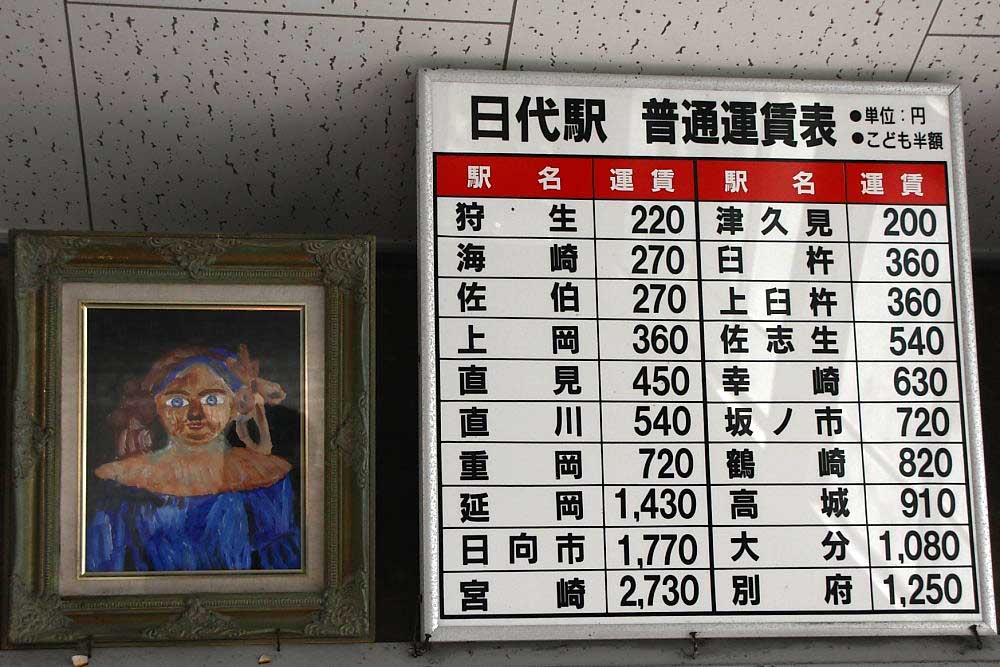 日代駅 普通運賃表 ●単位：円
●こども半額
駅名 運賃 駅名 運賃
狩生 220 津久見 200
海崎 270 臼杵 360
佐伯 270 上臼杵 360
上岡 360 佐志生 540
直見 450 幸崎 630
直川 540 坂ノ市 720
重岡 720 鶴崎 820
延岡 1,430 高城 910
日向市 1,770 大分 1,080
宮崎 2,730 別府 1,250